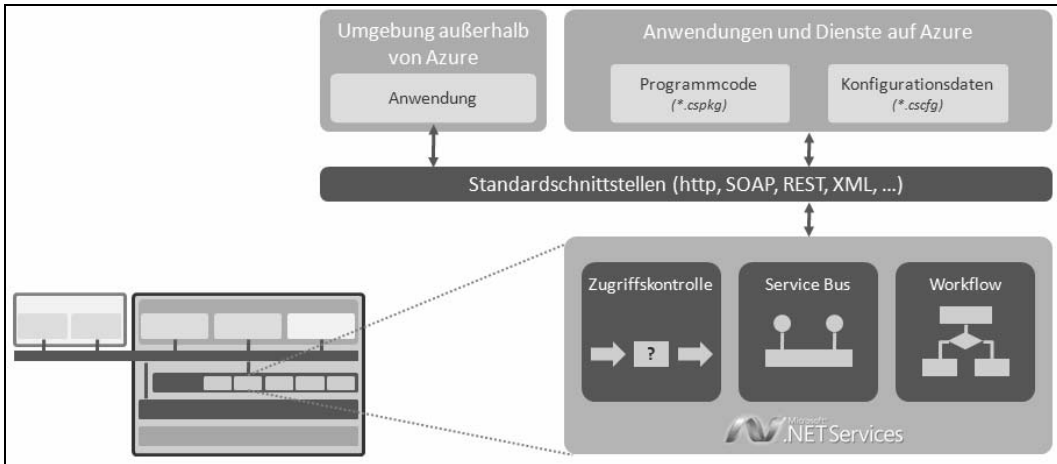 Umgebung außerhalb
von Azure
Anwendung
Anwendungen und Dienste auf Azure
Programmcode
(*.cspkg)
Konfigurationsdaten
(*.cscfg)
Standardschnittstellen (http, SOAP, REST, XML, ...)
Zugriffskontrolle
?
Service Bus
Workflow
Microsoft
.NET Services